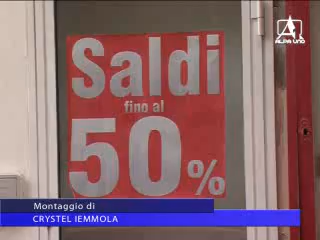 ALPA UNO
Saldi
fino al
50%
Montaggio di
CRYSTEL IEMMOLA